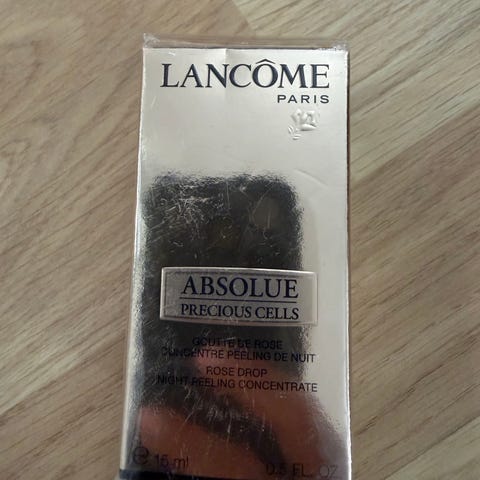 LANCÔME
PARIS
ABSOLUE
PRECIOUS CELLS
GOUTTE DE ROSE
CONCENTRÉ PEELING DE NUIT
ROSE DROP
NIGHT PEELING CONCENTRATE
e 15 ml 0.5 FL. OZ